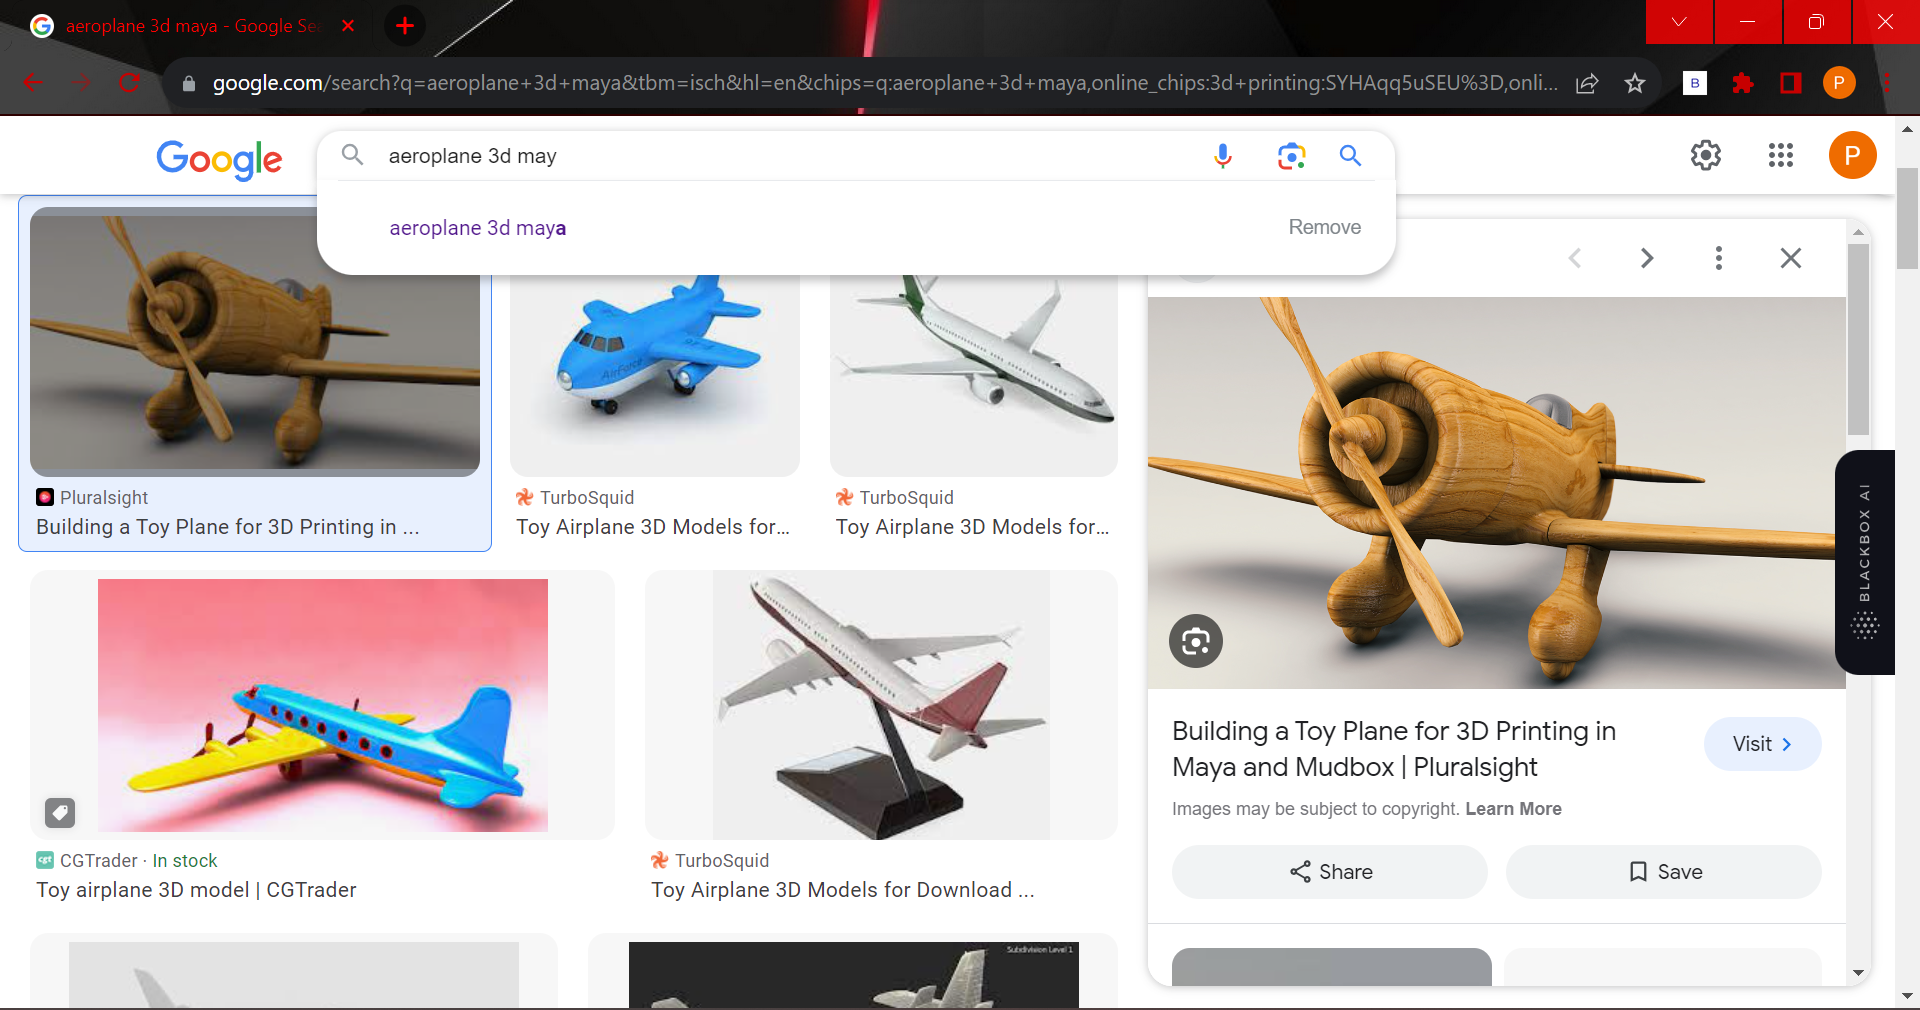 aeroplane 3d maya - Google Sea
google.com/search?q=aeroplane+3d+maya&tbm=isch&hl=en&chips=q:aeroplane+3d+maya,online_chips:3d+printing:SYHAqq5uSEU%3D,onli...
B
P
Google
aeroplane 3d may
P
aeroplane 3d maya
Remove
AirForce
Pluralsight
Building a Toy Plane for 3D Printing in ...
TurboSquid
Toy Airplane 3D Models for...
TurboSquid
Toy Airplane 3D Models for...
BLACKBOX AI
Building a Toy Plane for 3D Printing in
Maya and Mudbox | Pluralsight
Visit
Images may be subject to copyright. Learn More
Share
Save
cgt
CGTrader · In stock
Toy airplane 3D model | CGTrader
TurboSquid
Toy Airplane 3D Models for Download ...
Subdivision Level 1